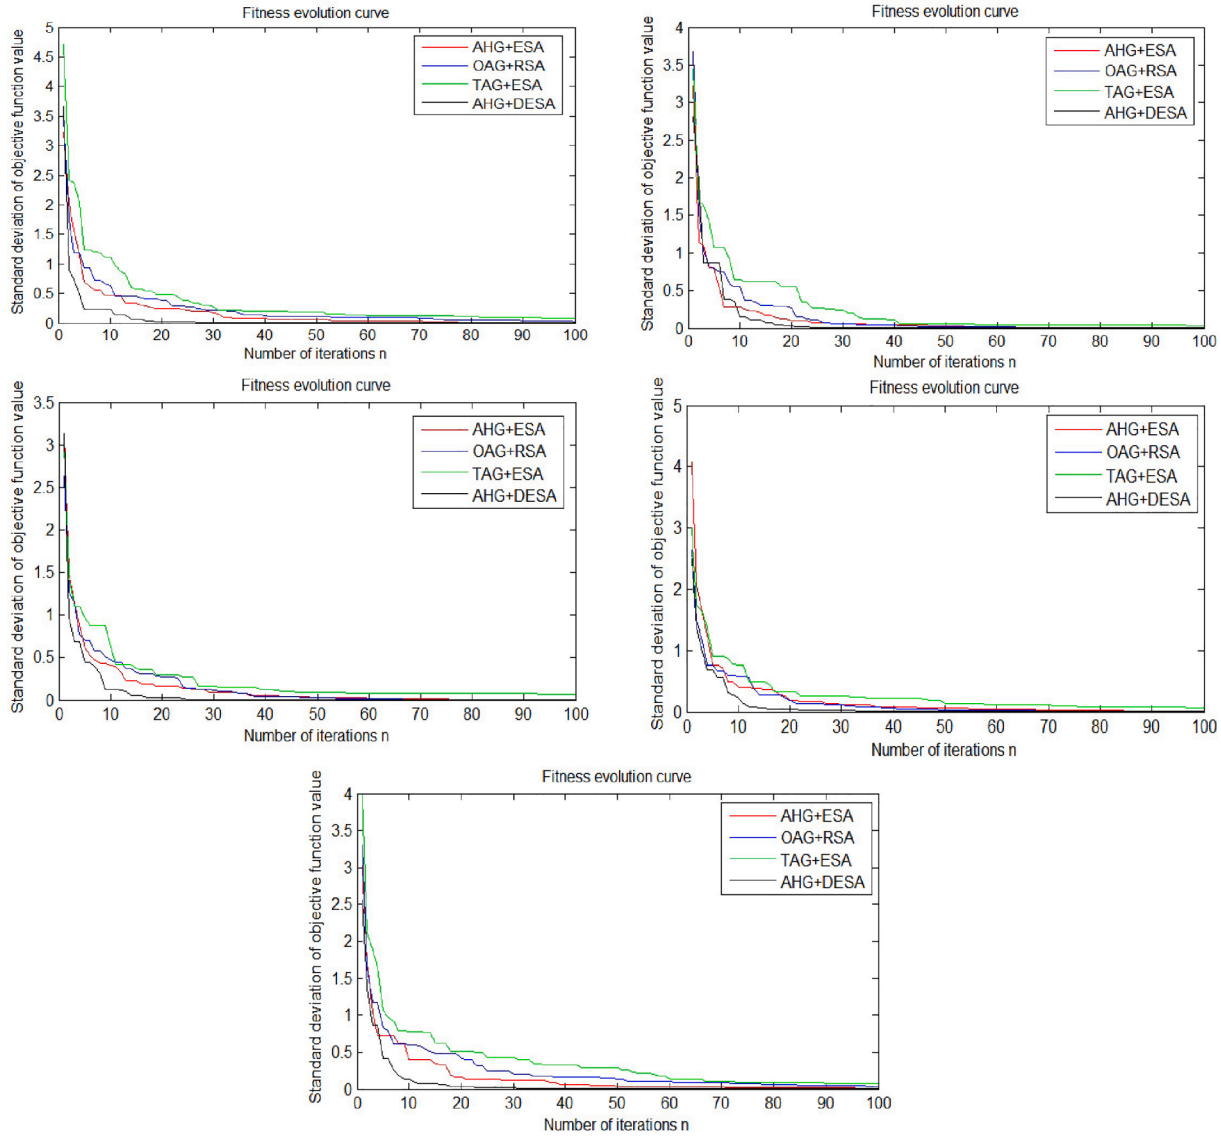 Fitness evolution curve
Standard deviation of objective function value
5
4.5
4
3.5
3
2.5
2
1.5
1
0.5
0
AHG+ESA
OAG+RSA
TAG+ESA
AHG+DESA
0 10 20 30 40 50 60 70 80 90 100
Number of iterions n
Fitness evolution curve
Standard deviation of objective function value
4
3.5
3
2.5
2
1.5
1
0.5
0
AHG+ESA
OAG+RSA
TAG+ESA
AHG+DESA
0 10 20 30 40 50 60 70 80 90 100
Number of iterions n
Fitness evolution curve
Standard deviation of objective function value
3.5
3
2.5
2
1.5
1
0.5
0
AHG+ESA
OAG+RSA
TAG+ESA
AHG+DESA
0 10 20 30 40 50 60 70 80 90 100
Number of iterions n
Fitness evolution curve
Standard deviation of objective function value
5
4
3
2
1
0
AHG+ESA
OAG+RSA
TAG+ESA
AHG+DESA
0 10 20 30 40 50 60 70 80 90 100
Number of iterions n
Fitness evolution curve
Standard deviation of objective function value
4
3.5
3
2.5
2
1.5
1
0.5
0
AHG+ESA
OAG+RSA
TAG+ESA
AHG+DESA
0 10 20 30 40 50 60 70 80 90 100
Number of iterions n